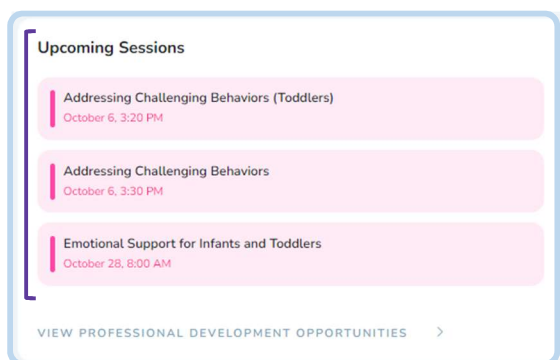 Upcoming Sessions
Addressing Challenging Behaviors (Toddlers)
October 6, 3:20 PM
Addressing Challenging Behaviors
October 6, 3:30 PM
Emotional Support for Infants and Toddlers
October 28, 8:00 AM
VIEW PROFESSIONAL DEVELOPMENT OPPORTUNITIES >